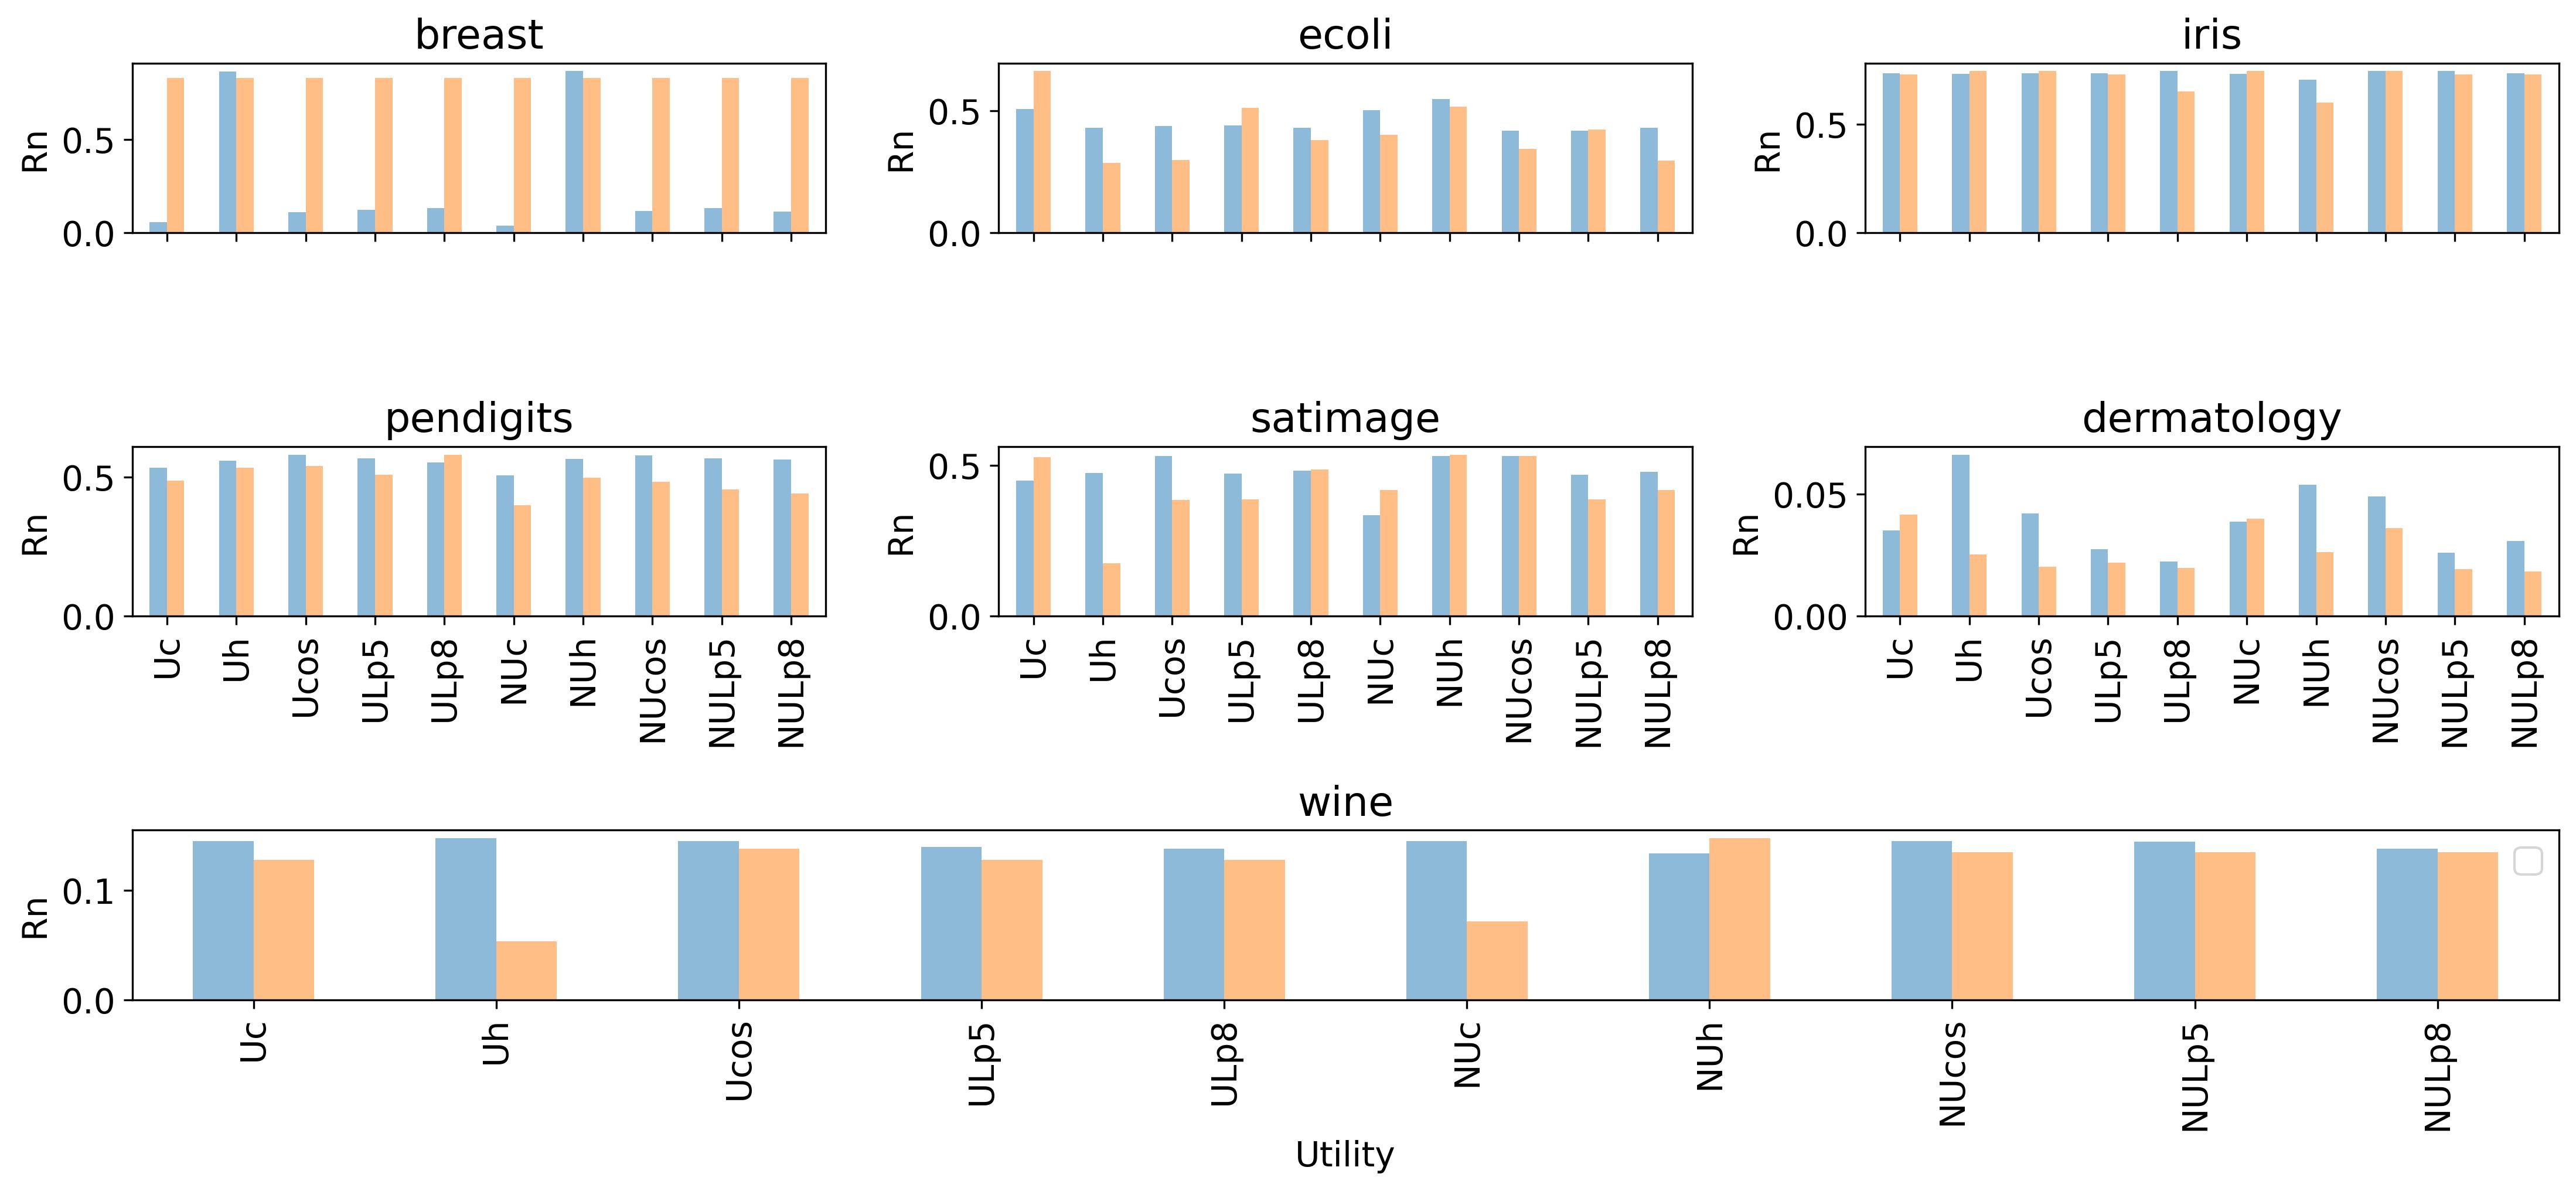 breast
ecoli
iris
Rn
0.5
0.0
Rn
0.5
0.0
Rn
0.5
0.0
pendigits
satimage
dermatology
Rn
0.5
0.0
Rn
0.5
0.0
Rn
0.05
0.00
Uc
Uh
Ucos
ULp5
ULp8
NUc
NUh
NUcos
NULp5
NULp8
Uc
Uh
Ucos
ULp5
ULp8
NUc
NUh
NUcos
NULp5
NULp8
Uc
Uh
Ucos
ULp5
ULp8
NUc
NUh
NUcos
NULp5
NULp8
wine
Rn
0.1
0.0
Uc
Uh
Ucos
ULp5
ULp8
NUc
NUh
NUcos
NULp5
NULp8
Utility